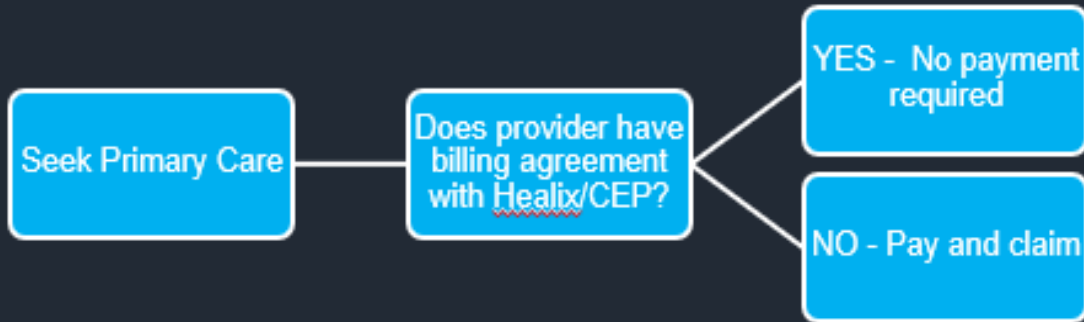 Seek Primary Care
Does provider have
billing agreement
with Healix/CEP?
YES - No payment
required
NO - Pay and claim